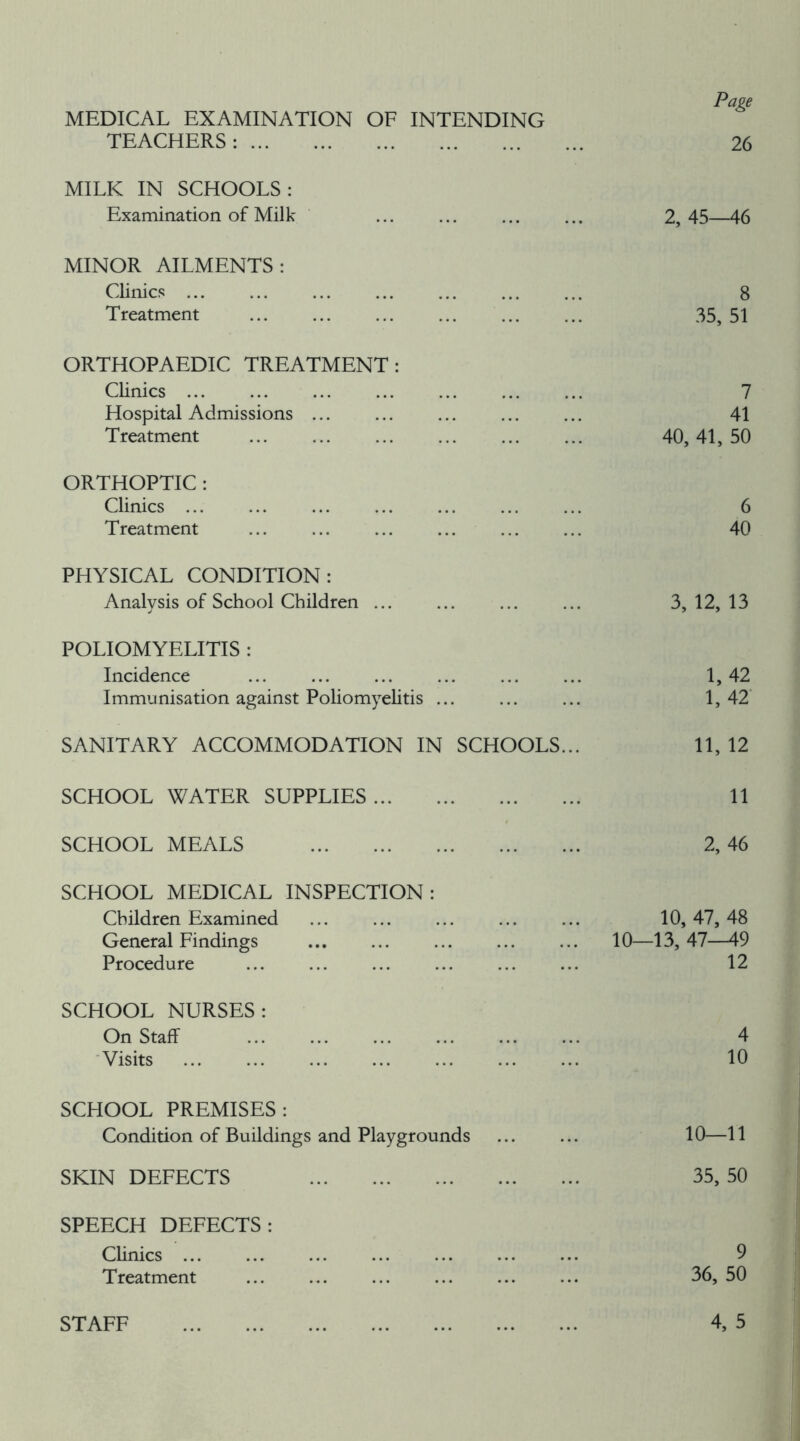 Page
MEDICAL EXAMINATION OF INTENDING
TEACHERS : ... ... ... ... ... ... 26
MILK IN SCHOOLS :
Examination of Milk ... ... ... ... 2, 45—46
MINOR AILMENTS :
Clinics ... ... ... ... ... ... ... 8
Treatment ... ... ... ... ... ... 35, 51
ORTHOPAEDIC TREATMENT :
Clinics ... ... ... ... ... ... ... 7
Hospital Admissions ... ... ... ... ... 41
Treatment ... ... ... ... ... ... 40, 41, 50
ORTHOPTIC :
Clinics ... ... ... ... ... ... ... 6
Treatment ... ... ... ... ... ... 40
PHYSICAL CONDITION :
Analysis of School Children ... ... ... ... 3, 12, 13
POLIOMYELITIS :
Incidence ... ... ... ... ... ... 1, 42
Immunisation against Poliomyelitis ... ... ... 1, 42
SANITARY ACCOMMODATION IN SCHOOLS... 11, 12
SCHOOL WATER SUPPLIES ... ... ... ... 11
SCHOOL MEALS ... ... ... ... ... 2, 46
SCHOOL MEDICAL INSPECTION :
Children Examined ... ... ... ... ... 10, 47, 48
General Findings ... ... ... ... ... 10—13, 47—49
Procedure ... ... ... ... ... ... 12
SCHOOL NURSES :
On Staff ... ... ... ... ... ... 4
Visits ... ... ... ... ... ... ... 10
SCHOOL PREMISES :
Condition of Buildings and Playgrounds ... ... 10—11
SKIN DEFECTS ... ... ... ... ... 35, 50
SPEECH DEFECTS :
Clinics ... ... ... ... ... ... ... 9
Treatment ... ... ... ... ... ... 36, 50
STAFF ... ... ... ... ... ... ... 4, 5